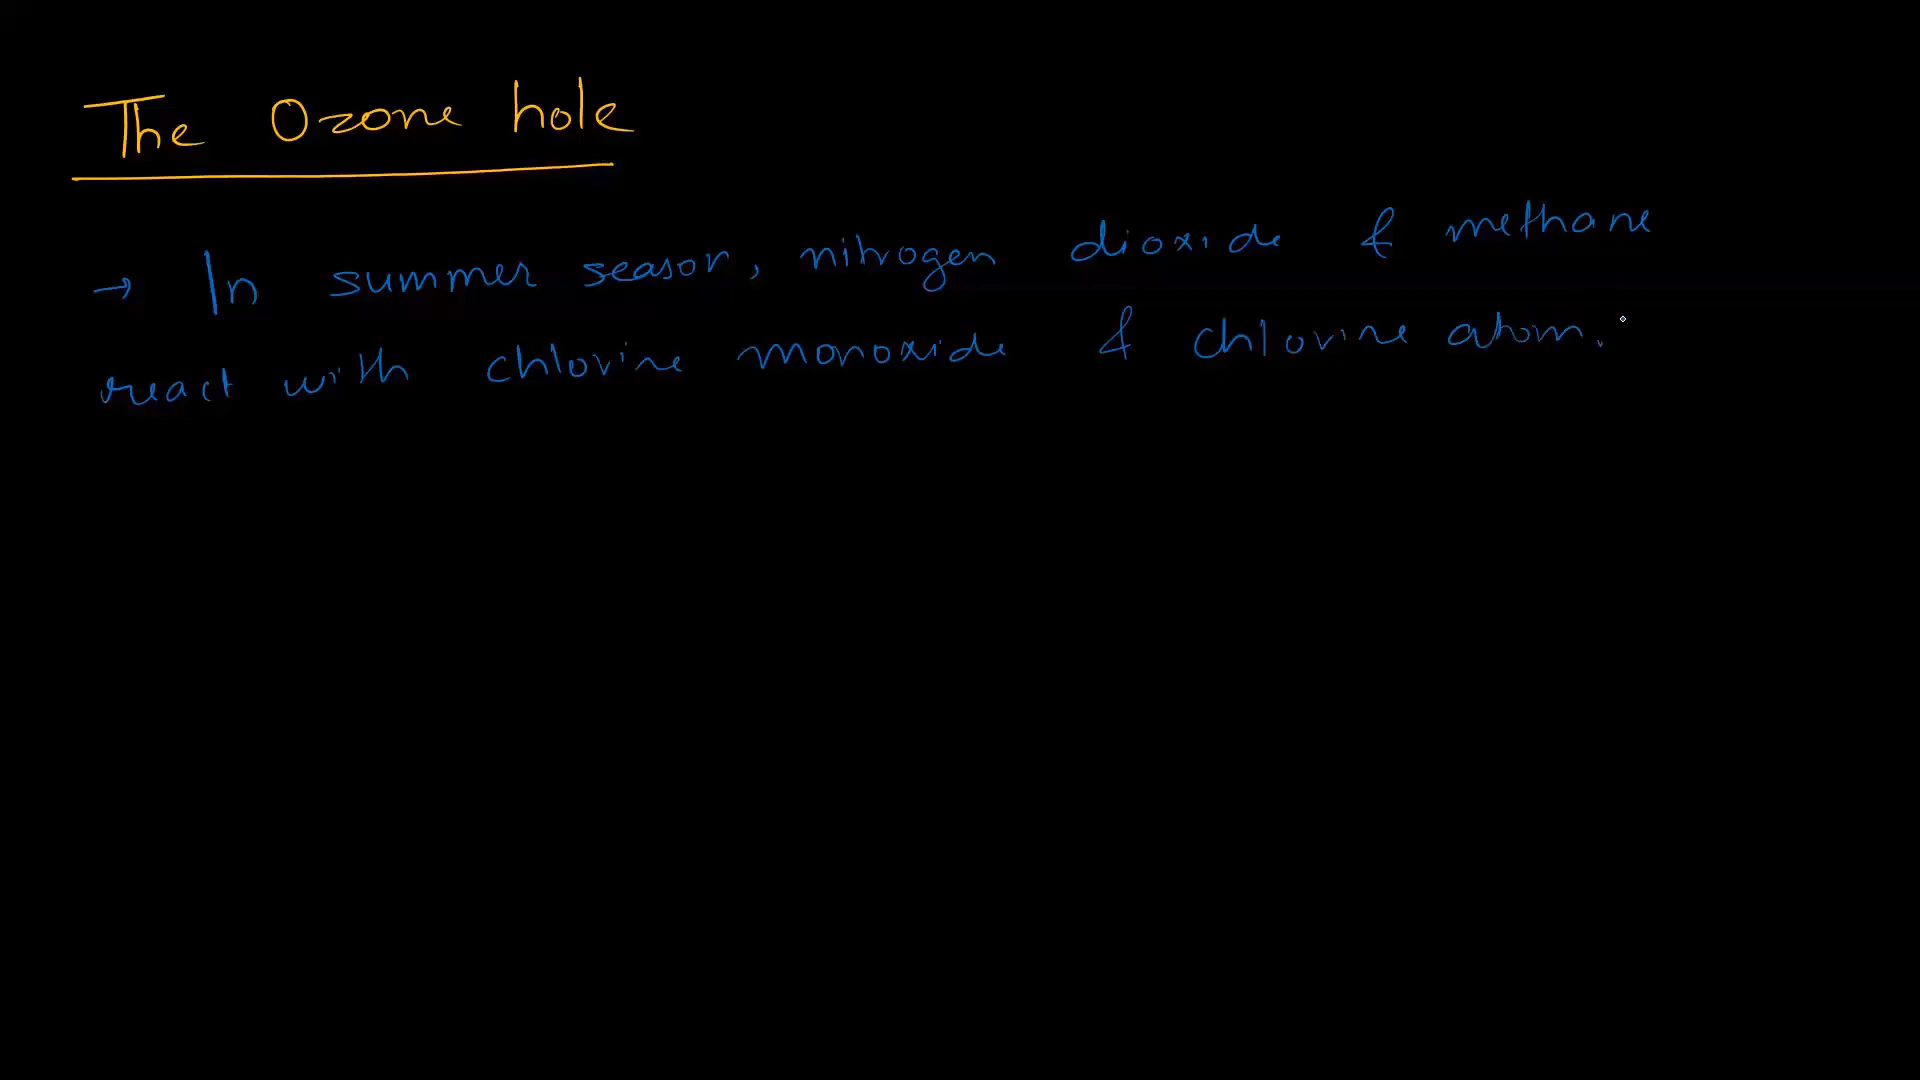 The Ozone hole
→ In summer season, nitrogen dioxide & methane
react with chlorine monoxide & chlorine atom.